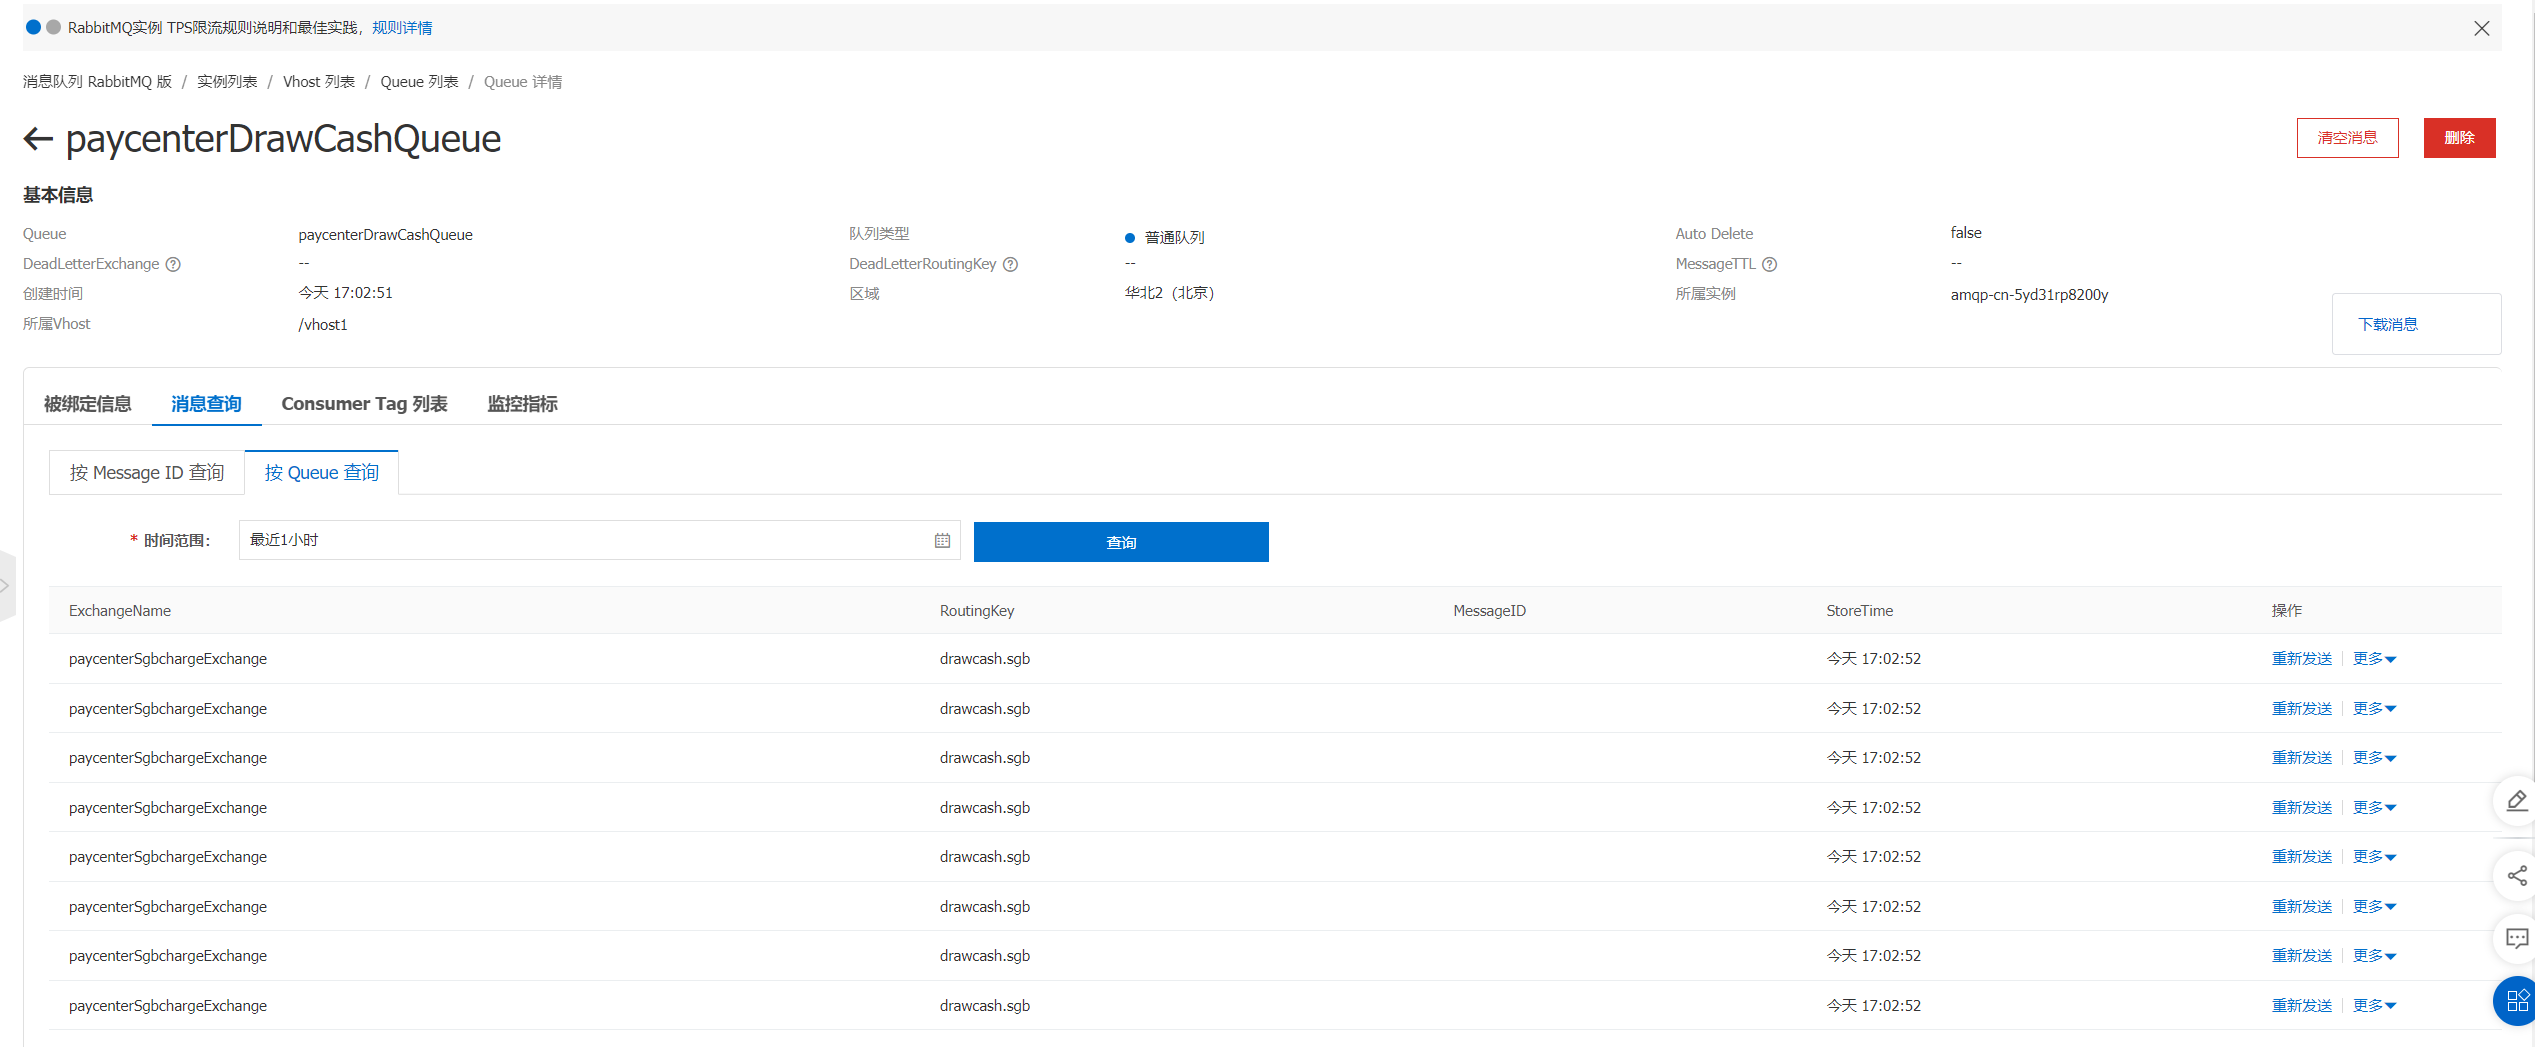 RabbitMQ实例 TPS限流规则说明和最佳实践，规则详情
消息队列 RabbitMQ 版 / 实例列表 / Vhost 列表 / Queue 列表 / Queue 详情
paycenterDrawCashQueue 清空消息 删除
基本信息
Queue paycenterDrawCashQueue 队列类型 普通队列 Auto Delete false
DeadLetterExchange -- DeadLetterRoutingKey -- MessageTTL --
创建时间 今天 17:02:51 区域 华北2（北京） 所属实例 amqp-cn-5yd31rp8200y
所属Vhost /vhost1 下载消息
被绑定信息 消息查询 Consumer Tag 列表 监控指标
按 Message ID 查询 按 Queue 查询
* 时间范围： 最近1小时 查询
ExchangeName RoutingKey MessageID StoreTime 操作
paycenterSgbchargeExchange drawcash.sgb 今天 17:02:52 重新发送 更多
paycenterSgbchargeExchange drawcash.sgb 今天 17:02:52 重新发送 更多
paycenterSgbchargeExchange drawcash.sgb 今天 17:02:52 重新发送 更多
paycenterSgbchargeExchange drawcash.sgb 今天 17:02:52 重新发送 更多
paycenterSgbchargeExchange drawcash.sgb 今天 17:02:52 重新发送 更多
paycenterSgbchargeExchange drawcash.sgb 今天 17:02:52 重新发送 更多
paycenterSgbchargeExchange drawcash.sgb 今天 17:02:52 重新发送 更多
paycenterSgbchargeExchange drawcash.sgb 今天 17:02:52 重新发送 更多